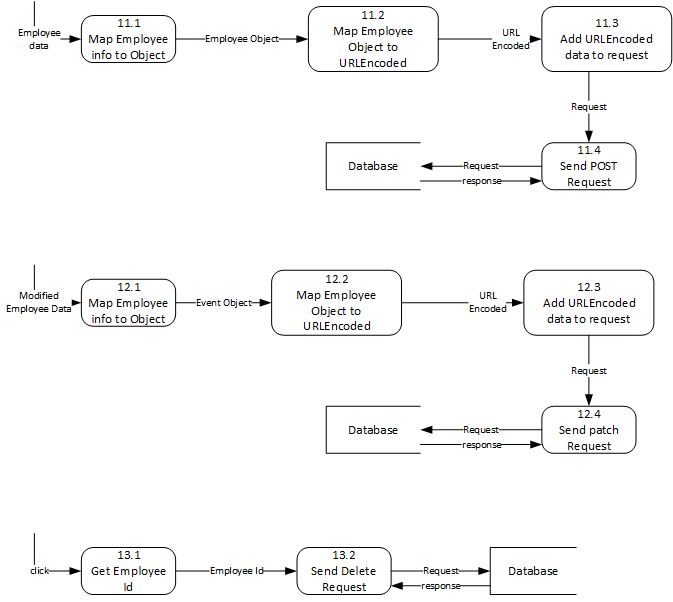 11.1
Map Employee
info to Object
Employee
data
Employee Object
11.2
Map Employee
Object to
URLEncoded
URL
Encoded
11.3
Add URLEncoded
data to request
Request
11.4
Send POST
Request
Database
Request
response
Modified
Employee Data
12.1
Map Employee
info to Object
Event Object
12.2
Map Employee
Object to
URLEncoded
URL
Encoded
12.3
Add URLEncoded
data to request
Request
12.4
Send patch
Request
Database
Request
response
click
13.1
Get Employee
Id
Employee Id
13.2
Send Delete
Request
Request
response
Database